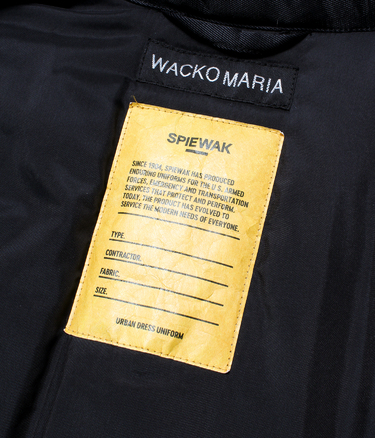 WACKO MARIA
SPIEWAK
SINCE 1904, SPIEWAK HAS PRODUCED
ENDURING UNIFORMS FOR THE U.S. ARMED
FORCES, EMERGENCY AND TRANSPORTATION
SERVICES THAT PROTECT AND PERFORM.
TODAY, THE PRODUCT HAS EVOLVED TO
SERVICE THE MODERN NEEDS OF EVERYONE.
TYPE.
CONTRACTOR.
FABRIC.
SIZE.
URBAN DRESS UNIFORM